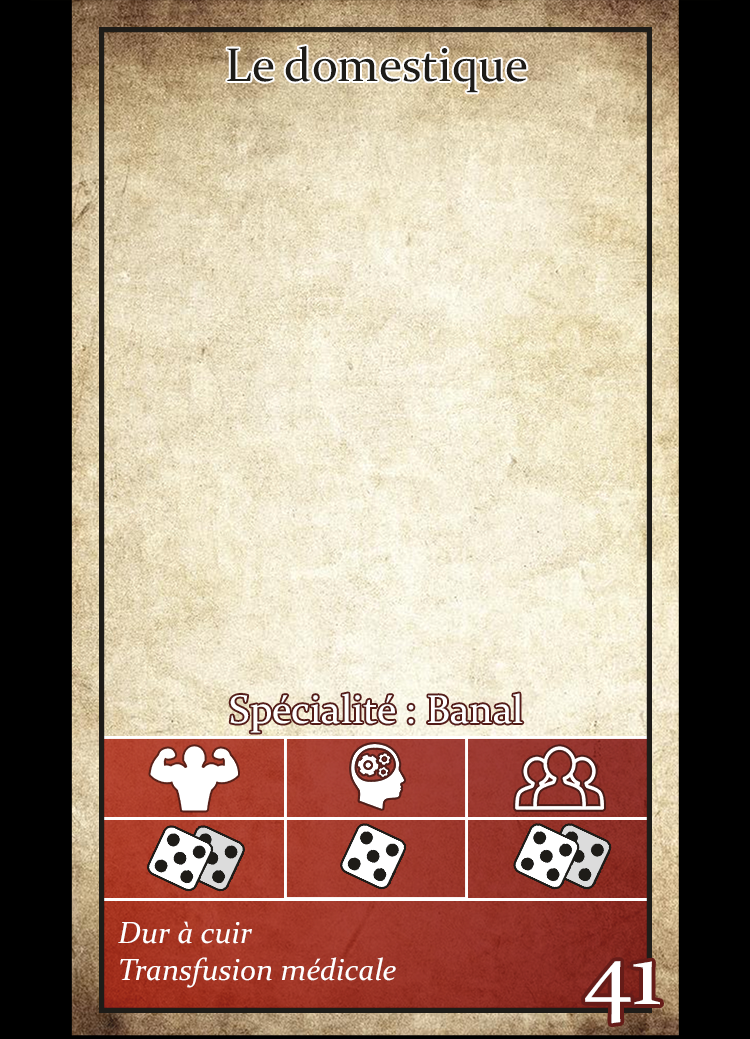 Le domestique
Spécialité : Banal
Dur à cuir
Transfusion médicale
41